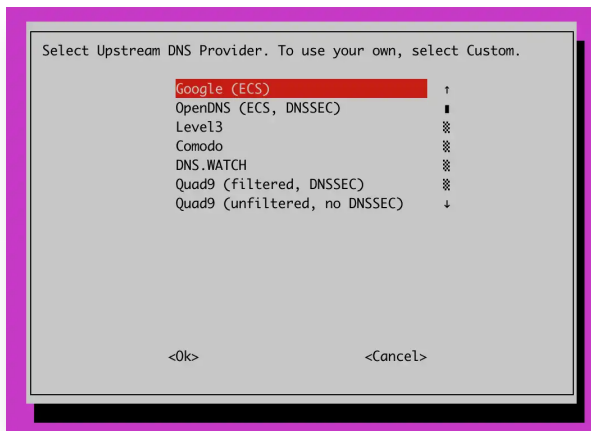 Select Upstream DNS Provider. To use your own, select Custom.
Google (ECS) ↑
OpenDNS (ECS, DNSSEC)
Level3
Comodo
DNS.WATCH
Quad9 (filtered, DNSSEC)
Quad9 (unfiltered, no DNSSEC) ↓
<Ok> <Cancel>